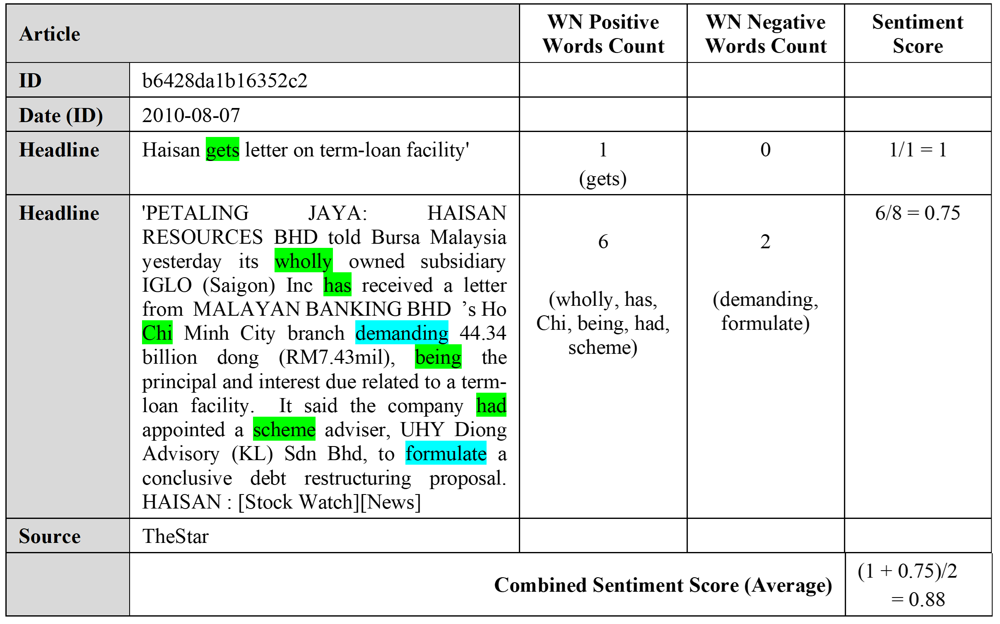 Article
WN Positive
Words Count
WN Negative
Words Count
Sentiment
Score
ID
b6428da1b16352c2
Date (ID)
2010-08-07
Headline
Haisan gets letter on term-loan facility'
1
(gets)
0
1/1 = 1
Headline
'PETALING JAYA: HAISAN
RESOURCES BHD told Bursa Malaysia
yesterday its wholly owned subsidiary
IGLO (Saigon) Inc has received a letter
from MALAYAN BANKING BHD ’s Ho
Chi Minh City branch demanding 44.34
billion dong (RM7.43mil), being the
principal and interest due related to a term-
loan facility. It said the company had
appointed a scheme adviser, UHY Diong
Advisory (KL) Sdn Bhd, to formulate a
conclusive debt restructuring proposal.
HAISAN : [Stock Watch][News]
6
(wholly, has,
Chi, being, had,
scheme)
2
(demanding,
formulate)
6/8 = 0.75
Source
TheStar
Combined Sentiment Score (Average)
(1 + 0.75)/2
= 0.88